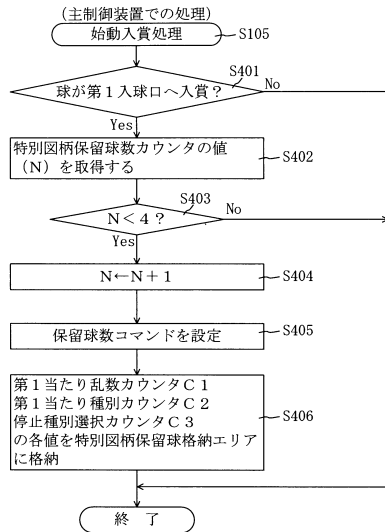 (主制御装置での処理)
始動入賞処理
S105
球が第1入球口へ入賞?
S401
No
Yes
特別図柄保留球数カウンタの値
(N)を取得する
S402
N<4?
S403
No
Yes
N←N+1
S404
保留球数コマンドを設定
S405
第1当たり乱数カウンタC1
第1当たり種別カウンタC2
停止種別選択カウンタC3
の各値を特別図柄保留球格納エリア
に格納
S406
終了